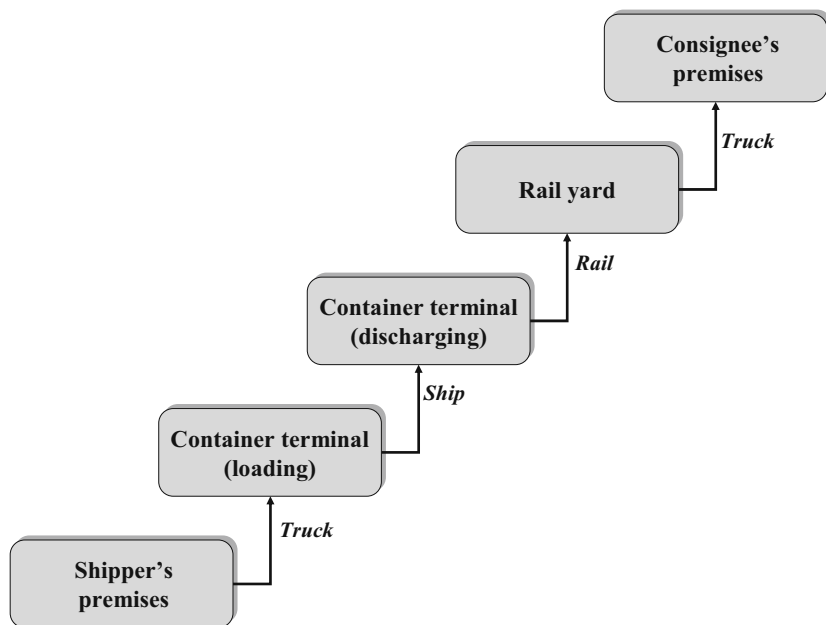 Consignee’s
premises
Truck
Rail yard
Rail
Container terminal
(discharging)
Ship
Container terminal
(loading)
Truck
Shipper’s
premises